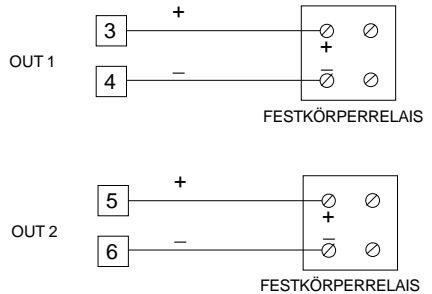 3 +
+
OUT 1
4 – –
FESTKÖRPERRELAIS
5 +
+
OUT 2
6 – –
FESTKÖRPERRELAIS